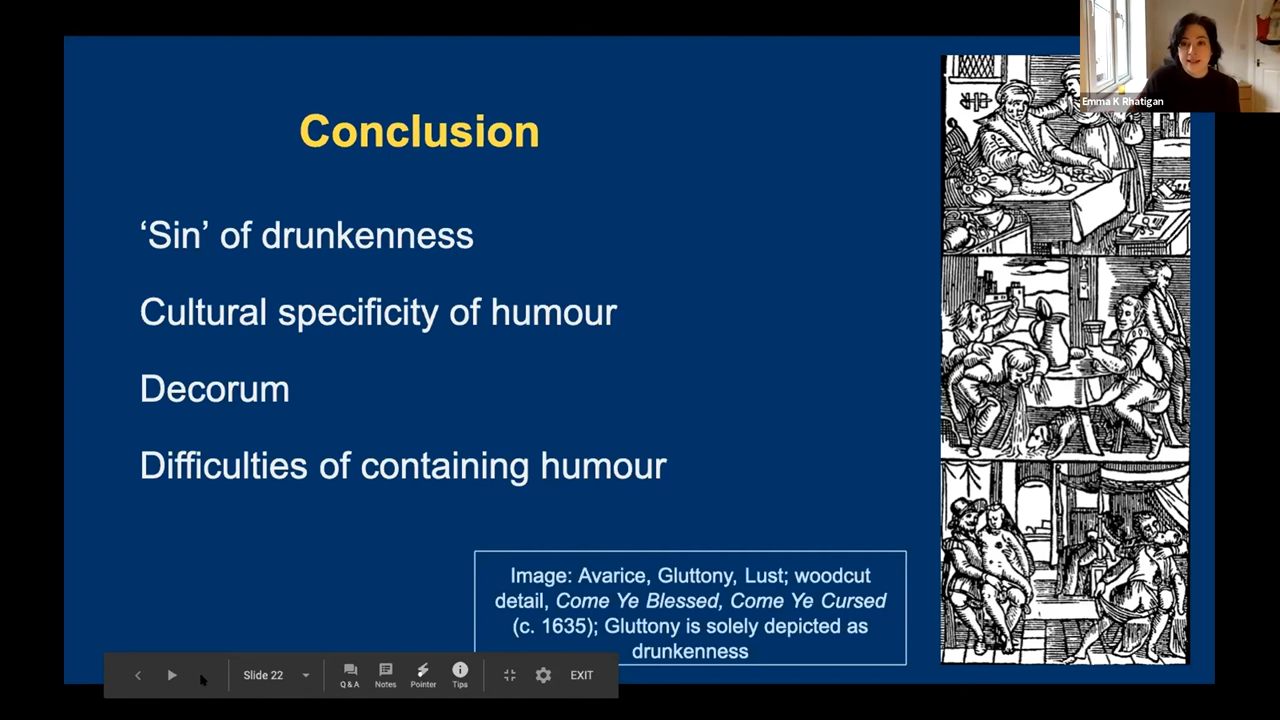 Emma K Rhatigan
Conclusion
‘Sin’ of drunkenness
Cultural specificity of humour
Decorum
Difficulties of containing humour
Image: Avarice, Gluttony, Lust; woodcut
detail, Come Ye Blessed, Come Ye Cursed
(c. 1635); Gluttony is solely depicted as
drunkenness
Slide 22
Q & A
Notes
Pointer
Tips
EXIT